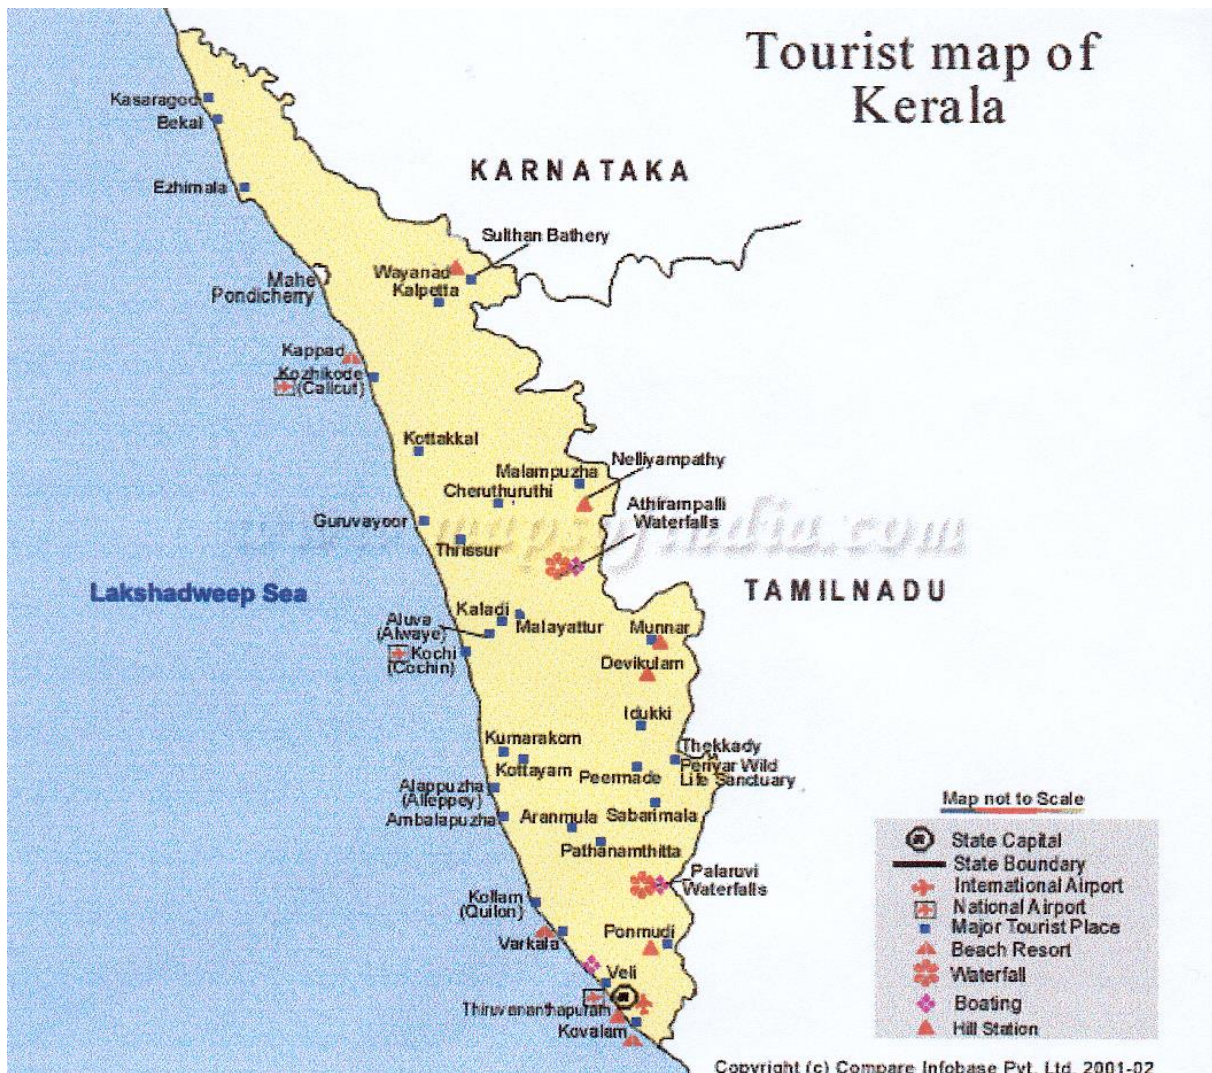 Tourist map of
Kerala
KARNATAKA
Kasaragod
Bekal
Ezhimala
Sulthan Bathery
Wayanad
Kalpetta
Mahe
Pondicherry
Kappad
Kozhikode
(Calicut)
Kottakkal
Nelliyampathy
Malampuzha
Cheruthuruthi
Athirampalli
Waterfalls
Guruvayoor
www.mapsofindia.com
Thrissur
Lakshadweep Sea
TAMILNADU
Kaladi
Aluva
(Alwaye)
Malayattur
Munnar
Kochi
(Cochin)
Devikulam
Idukki
Kumarakom
Kottayam
Thekkady
Periyar Wild
Life Sanctuary
Peermade
Alappuzha
(Alleppey)
Ambalapuzha
Aranmula
Sabarimala
Pathanamthitta
Map not to Scale
State Capital
State Boundary
International Airport
National Airport
Major Tourist Place
Beach Resort
Waterfall
Boating
Hill Station
Palaruvi
Waterfalls
Kollam
(Quilon)
Varkala
Ponmudi
Veli
Thiruvananthapuram
Kovalam
Copyright (c) Compare Infobase Pvt. Ltd. 2001-02